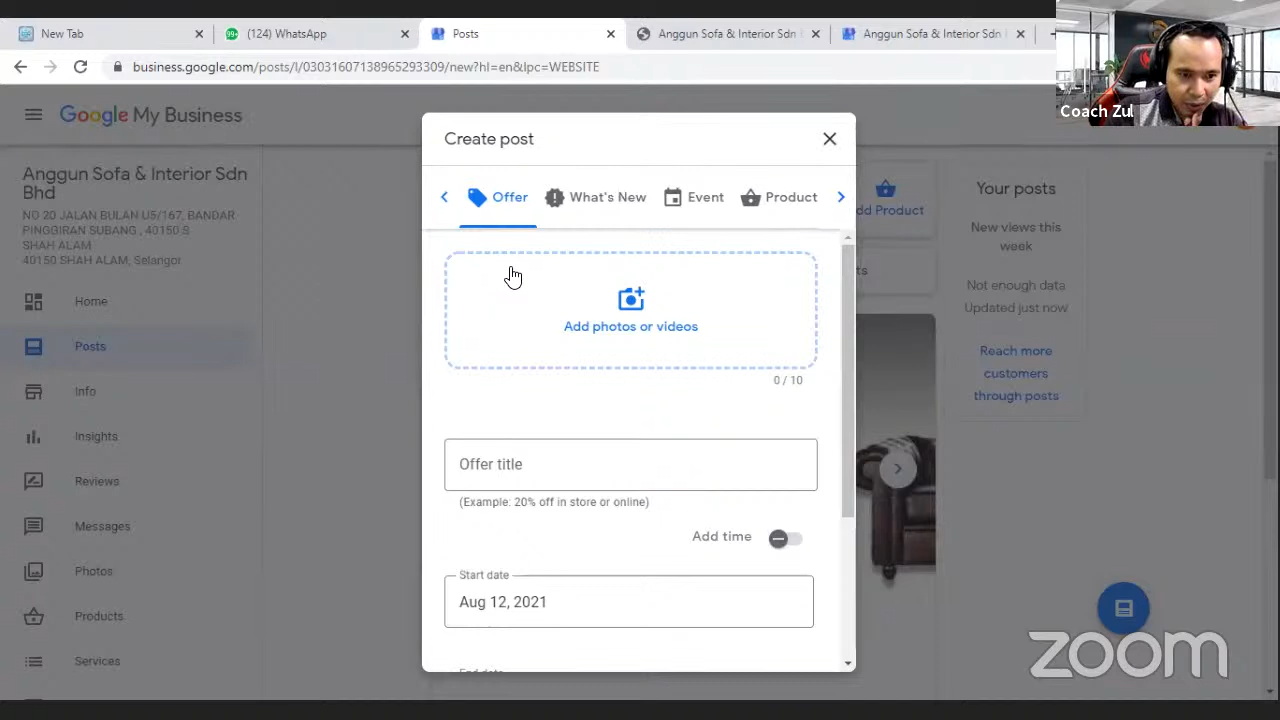 New Tab
(124) WhatsApp
Posts
Anggun Sofa & Interior Sdn
Anggun Sofa & Interior Sdn
99+
business.google.com/posts/l/03031607138965293309/new?hl=en&lpc=WEBSITE
Coach Zul
Google My Business
Create post
Anggun Sofa & Interior Sdn
Bhd
NO 20 JALAN BULAN U5/167, BANDAR
PINGGIRAN SUBANG , 40150 S
SHAH ALAM
40150 SHAH ALAM, Selangor
Home
Posts
Info
Insights
Reviews
Messages
Photos
Products
Services
Offer
What's New
Event
Product
Add photos or videos
0 / 10
Offer title
(Example: 20% off in store or online)
Add time
Start date
Aug 12, 2021
End date
dd Product
ts
Your posts
New views this
week
Not enough data
Updated just now
Reach more
customers
through posts
zoom